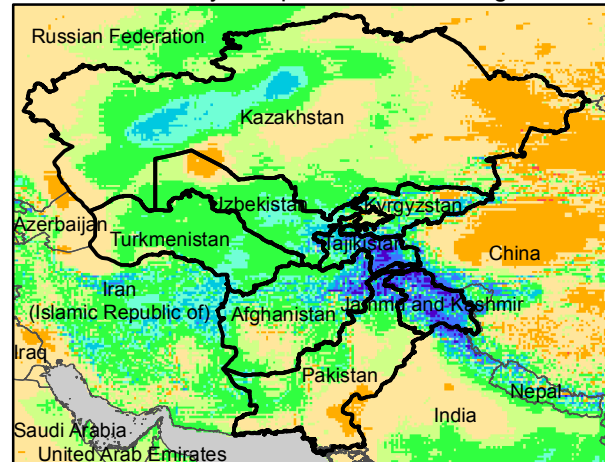 Russian Federation
Kazakhstan
Uzbekistan
Kyrgyzstan
Azerbaijan
Turkmenistan
Tajikistan
China
Iran
(Islamic Republic of)
Afghanistan
Jammu and Kashmir
Iraq
Pakistan
Nepal
India
Saudi Arabia
United Arab Emirates